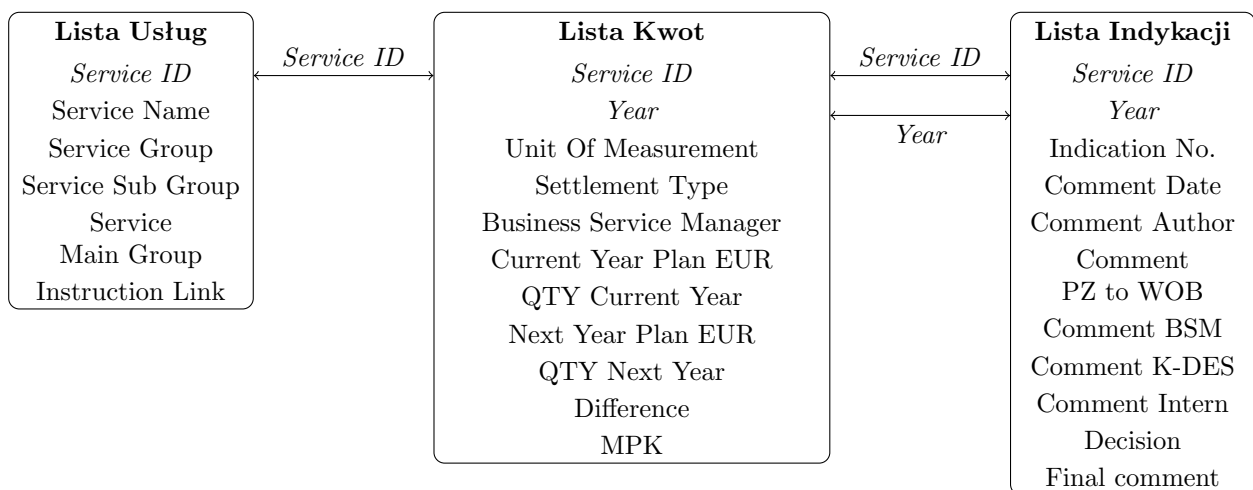 Lista Usług
Service ID
Service Name
Service Group
Service Sub Group
Service
Main Group
Instruction Link
Service ID
Lista Kwot
Service ID
Year
Unit Of Measurement
Settlement Type
Business Service Manager
Current Year Plan EUR
QTY Current Year
Next Year Plan EUR
QTY Next Year
Difference
MPK
Service ID
Year
Lista Indykacji
Service ID
Year
Indication No.
Comment Date
Comment Author
Comment
PZ to WOB
Comment BSM
Comment K-DES
Comment Intern
Decision
Final comment